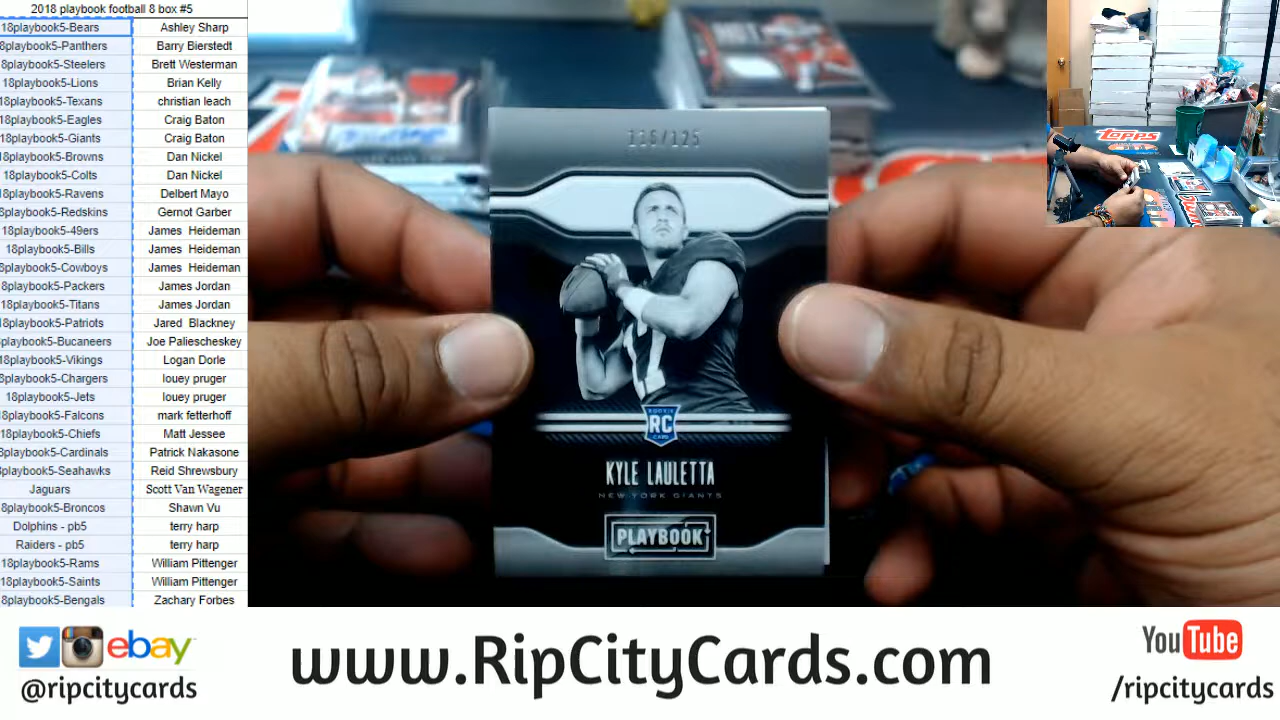 2018 playbook football 8 box #5
18playbook5-Bears Ashley Sharp
8playbook5-Panthers Barry Bierstedt
8playbook5-Steelers Brett Westerman
18playbook5-Lions Brian Kelly
18playbook5-Texans christian leach
18playbook5-Eagles Craig Baton
18playbook5-Giants Craig Baton
8playbook5-Browns Dan Nickel
18playbook5-Colts Dan Nickel
8playbook5-Ravens Delbert Mayo
8playbook5-Redskins Gernot Garber
18playbook5-49ers James Heideman
18playbook5-Bills James Heideman
8playbook5-Cowboys James Heideman
8playbook5-Packers James Jordan
18playbook5-Titans James Jordan
8playbook5-Patriots Jared Blackney
playbook5-Bucaneers Joe Paliescheskey
18playbook5-Vikings Logan Dorle
8playbook5-Chargers louey pruger
18playbook5-Jets louey pruger
8playbook5-Falcons mark fetterhoff
18playbook5-Chiefs Matt Jessee
8playbook5-Cardinals Patrick Nakasone
8playbook5-Seahawks Reid Shrewsbury
Jaguars Scott Van Wagener
8playbook5-Broncos Shawn Vu
Dolphins - pb5 terry harp
Raiders - pb5 terry harp
18playbook5-Rams William Pittenger
18playbook5-Saints William Pittenger
8playbook5-Bengals Zachary Forbes
HOT
Topps
ROOKIE
RC
CARD
KYLE LAULETTA
NEW YORK GIANTS
PLAYBOOK
ebay
@ripcitycards
www.RipCityCards.com
YouTube
/ripcitycards